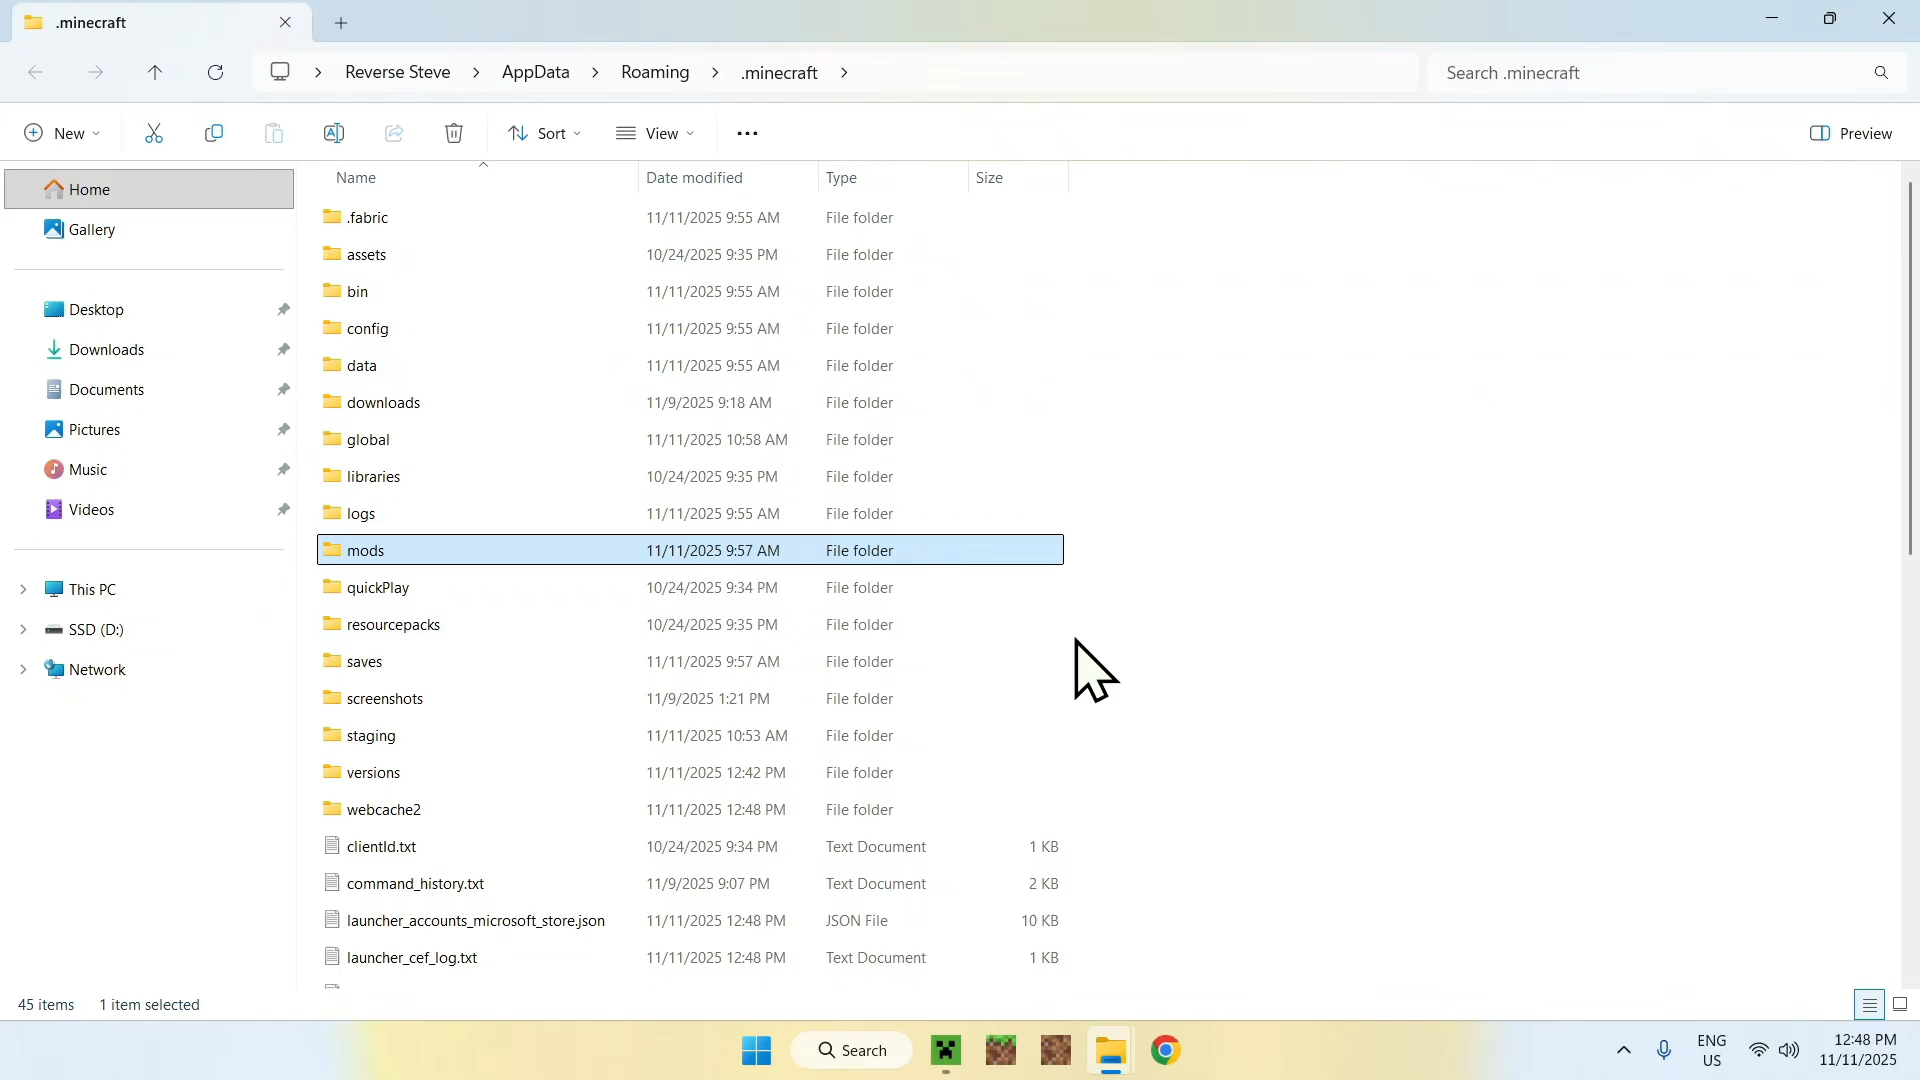 .minecraft
Reverse Steve > AppData > Roaming > .minecraft >
Search .minecraft
New
Sort
View
Preview
Home
Gallery
Desktop
Downloads
Documents
Pictures
Music
Videos
This PC
SSD (D:)
Network
Name Date modified Type Size
.fabric 11/11/2025 9:55 AM File folder
assets 10/24/2025 9:35 PM File folder
bin 11/11/2025 9:55 AM File folder
config 11/11/2025 9:55 AM File folder
data 11/11/2025 9:55 AM File folder
downloads 11/9/2025 9:18 AM File folder
global 11/11/2025 10:58 AM File folder
libraries 10/24/2025 9:35 PM File folder
logs 11/11/2025 9:55 AM File folder
mods 11/11/2025 9:57 AM File folder
quickPlay 10/24/2025 9:34 PM File folder
resourcepacks 10/24/2025 9:35 PM File folder
saves 11/11/2025 9:57 AM File folder
screenshots 11/9/2025 1:21 PM File folder
staging 11/11/2025 10:53 AM File folder
versions 11/11/2025 12:42 PM File folder
webcache2 11/11/2025 12:48 PM File folder
clientId.txt 10/24/2025 9:34 PM Text Document 1 KB
command_history.txt 11/9/2025 9:07 PM Text Document 2 KB
launcher_accounts_microsoft_store.json 11/11/2025 12:48 PM JSON File 10 KB
launcher_cef_log.txt 11/11/2025 12:48 PM Text Document 1 KB
45 items 1 item selected
Search
ENG
US
12:48 PM
11/11/2025